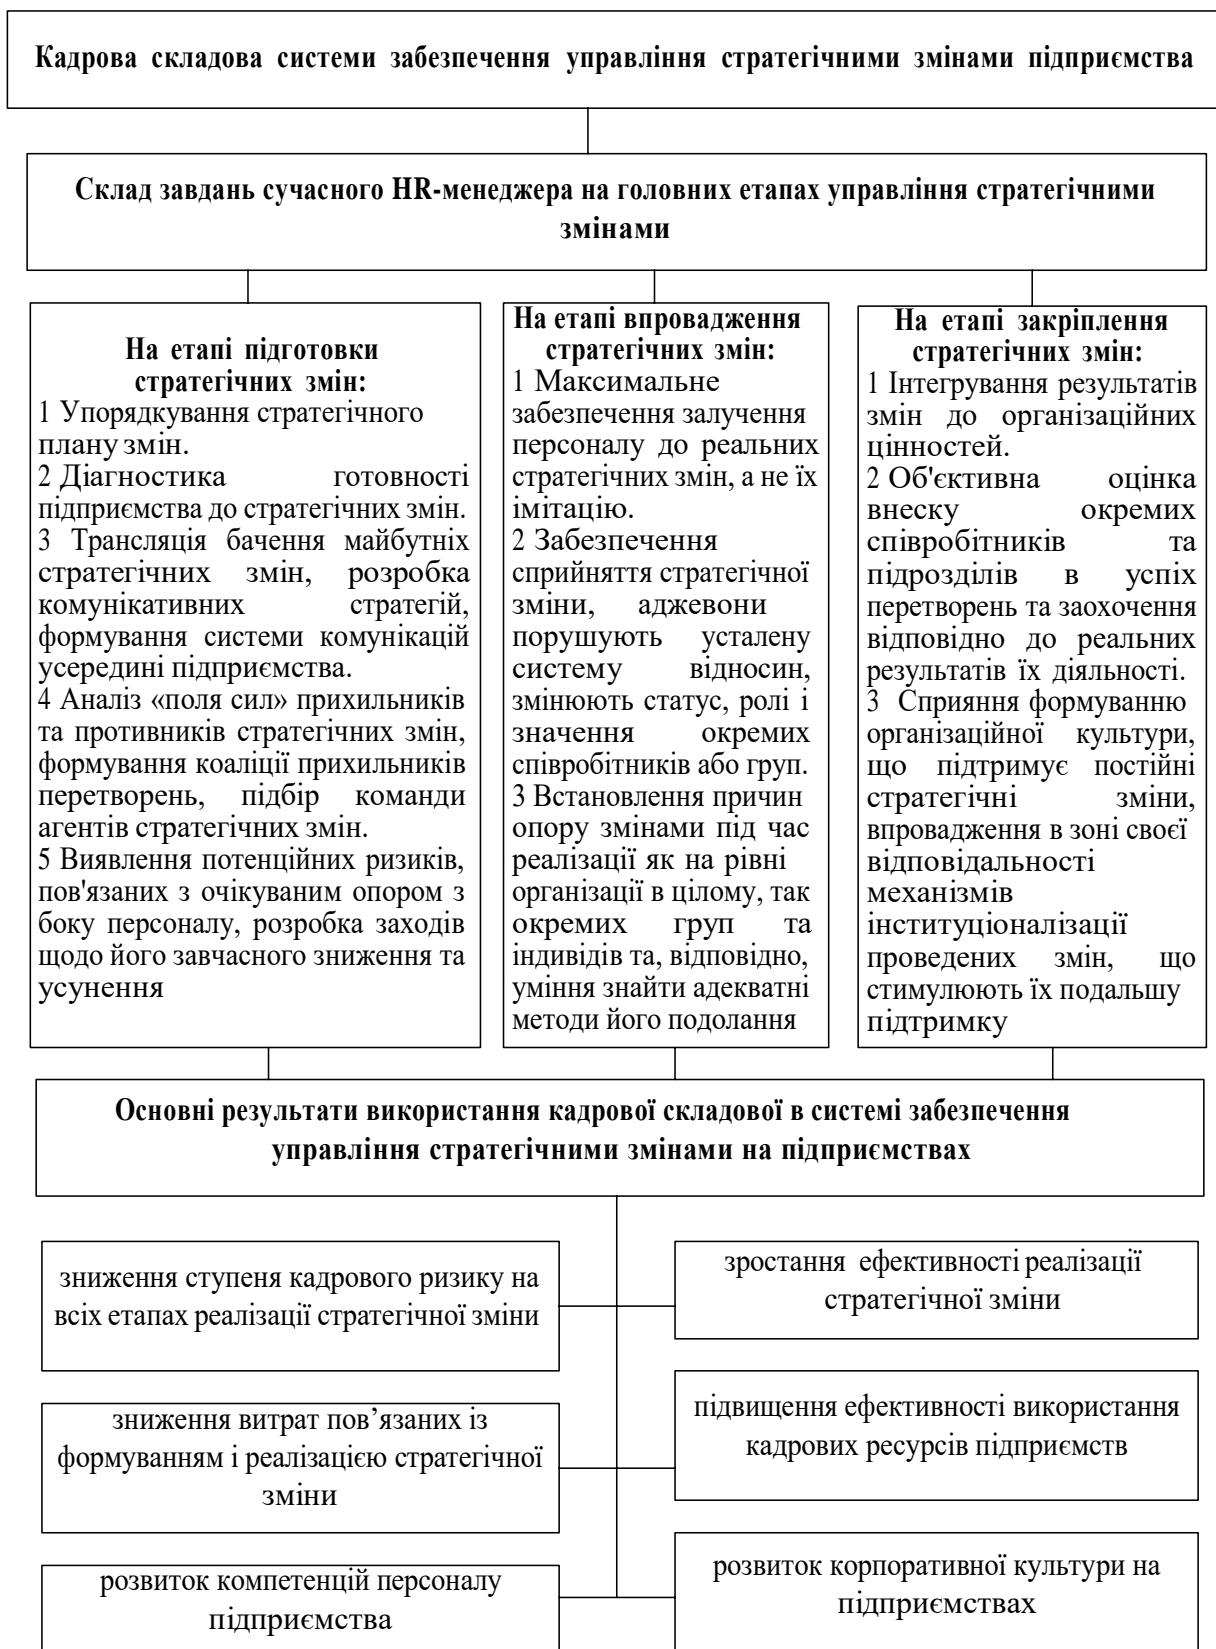 Кадрова складова системи забезпечення управління стратегічними змінами підприємства
Склад завдань сучасного HR-менеджера на головних етапах управління стратегічними
змінами
На етапі підготовки
стратегічних змін:
1 Упорядкування стратегічного
плану змін.
2 Діагностика готовності
підприємства до стратегічних змін.
3 Трансляція бачення майбутніх
стратегічних змін, розробка
комунікативних стратегій,
формування системи комунікацій
усередині підприємства.
4 Аналіз «поля сил» прихильників
та противників стратегічних змін,
формування коаліції прихильників
перетворень, підбір команди
агентів стратегічних змін.
5 Виявлення потенційних ризиків,
пов'язаних з очікуваним опором з
боку персоналу, розробка заходів
щодо його завчасного зниження та
усунення
На етапі впровадження
стратегічних змін:
1 Максимальне
забезпечення залучення
персоналу до реальних
стратегічних змін, а не їх
імітацію.
2 Забезпечення
сприйняття стратегічної
зміни, аджевони
порушують усталену
систему відносин,
змінюють статус, ролі і
значення окремих
співробітників або груп.
3 Встановлення причин
опору змінами під час
реалізації як на рівні
організації в цілому, так
окремих груп та
індивідів та, відповідно,
уміння знайти адекватні
методи його подолання
На етапі закріплення
стратегічних змін:
1 Інтегрування результатів
змін до організаційних
цінностей.
2 Об'єктивна оцінка
внеску окремих
співробітників та
підрозділів в успіх
перетворень та заохочення
відповідно до реальних
результатів їх діяльності.
3 Сприяння формуванню
організаційної культури,
що підтримує постійні
стратегічні зміни,
впровадження в зоні своєї
відповідальності
механізмів
інституціоналізації
проведених змін, що
стимулюють їх подальшу
підтримку
Основні результати використання кадрової складової в системі забезпечення
управління стратегічними змінами на підприємствах
зниження ступеня кадрового ризику на
всіх етапах реалізації стратегічної зміни
зростання ефективності реалізації
стратегічної зміни
зниження витрат пов’язаних із
формуванням і реалізацією стратегічної
зміни
підвищення ефективності використання
кадрових ресурсів підприємств
розвиток компетенцій персоналу
підприємства
розвиток корпоративної культури на
підприємствах